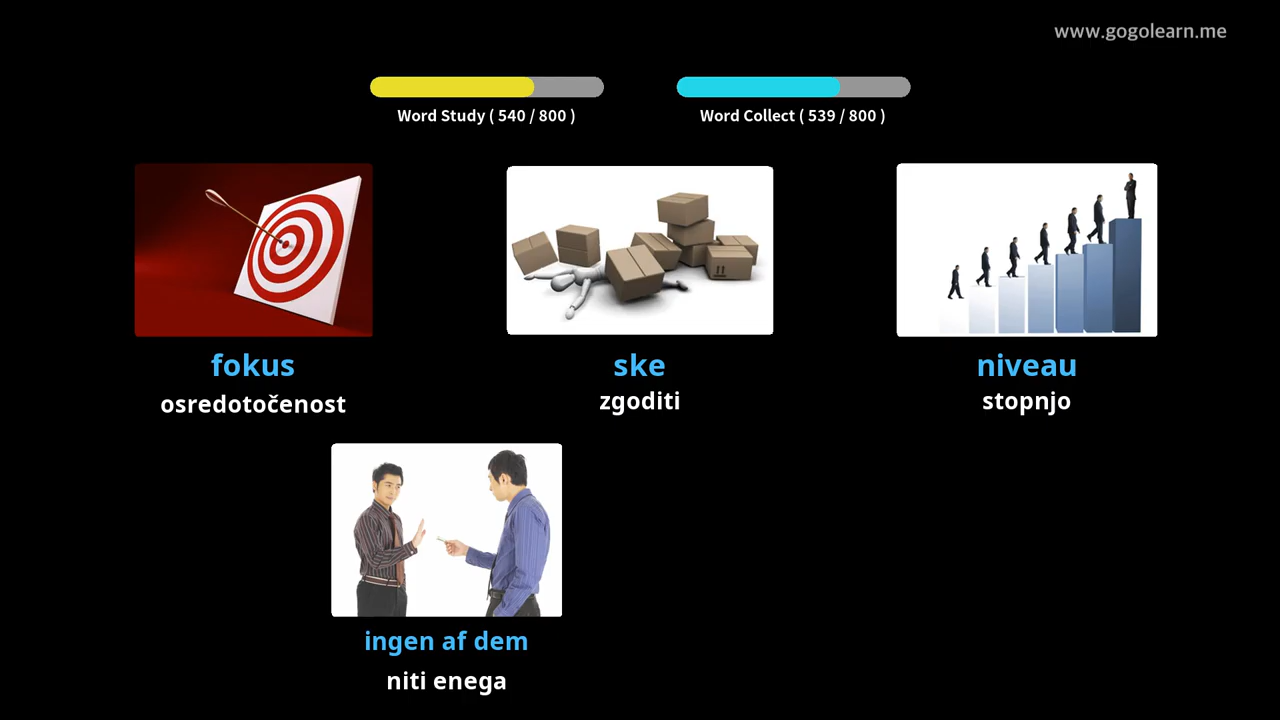 www.gogolearn.me
Word Study ( 540 / 800 )
Word Collect ( 539 / 800 )
fokus
osredotočenost
ske
zgoditi
niveau
stopnjo
ingen af dem
niti enega